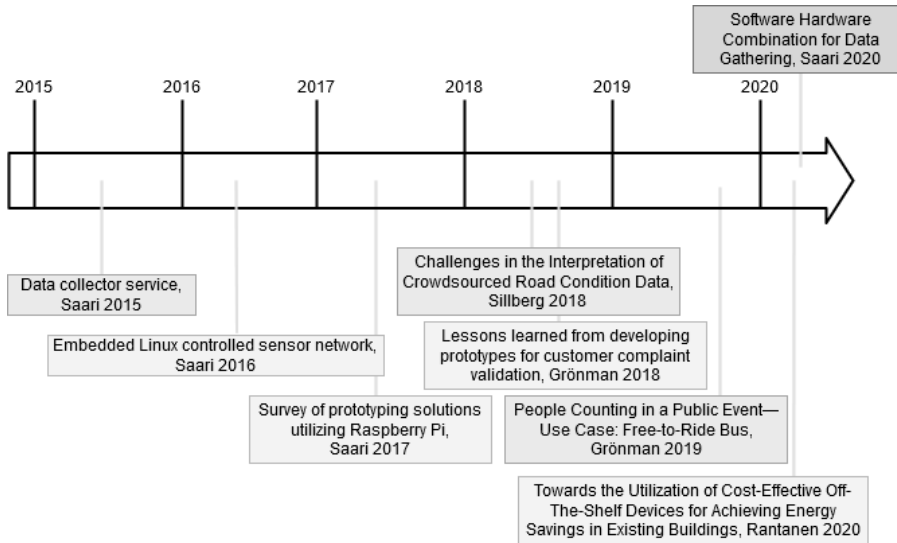 Software Hardware
Combination for Data
Gathering, Saari 2020
2015
2016
2017
2018
2019
2020
Data collector service,
Saari 2015
Embedded Linux controlled sensor network,
Saari 2016
Survey of prototyping solutions
utilizing Raspberry Pi,
Saari 2017
Challenges in the Interpretation of
Crowdsourced Road Condition Data,
Sillberg 2018
Lessons learned from developing
prototypes for customer complaint
validation, Grönman 2018
People Counting in a Public Event—
Use Case: Free-to-Ride Bus,
Grönman 2019
Towards the Utilization of Cost-Effective Off-
The-Shelf Devices for Achieving Energy
Savings in Existing Buildings, Rantanen 2020